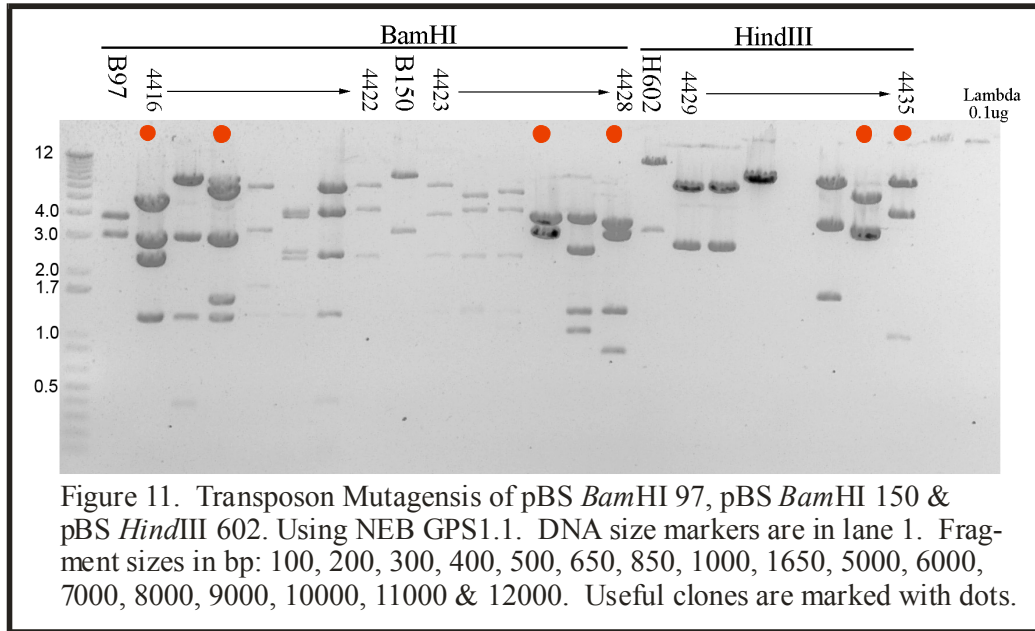 BamHI
HindIII
B97
4416
4422
B150
4423
4428
H602
4429
4435
Lambda
0.1ug
12
4.0
3.0
2.0
1.7
1.0
0.5
Figure 11. Transposon Mutagensis of pBS BamHI 97, pBS BamHI 150 &
pBS HindIII 602. Using NEB GPS1.1. DNA size markers are in lane 1. Frag-
ment sizes in bp: 100, 200, 300, 400, 500, 650, 850, 1000, 1650, 5000, 6000,
7000, 8000, 9000, 10000, 11000 & 12000. Useful clones are marked with dots.